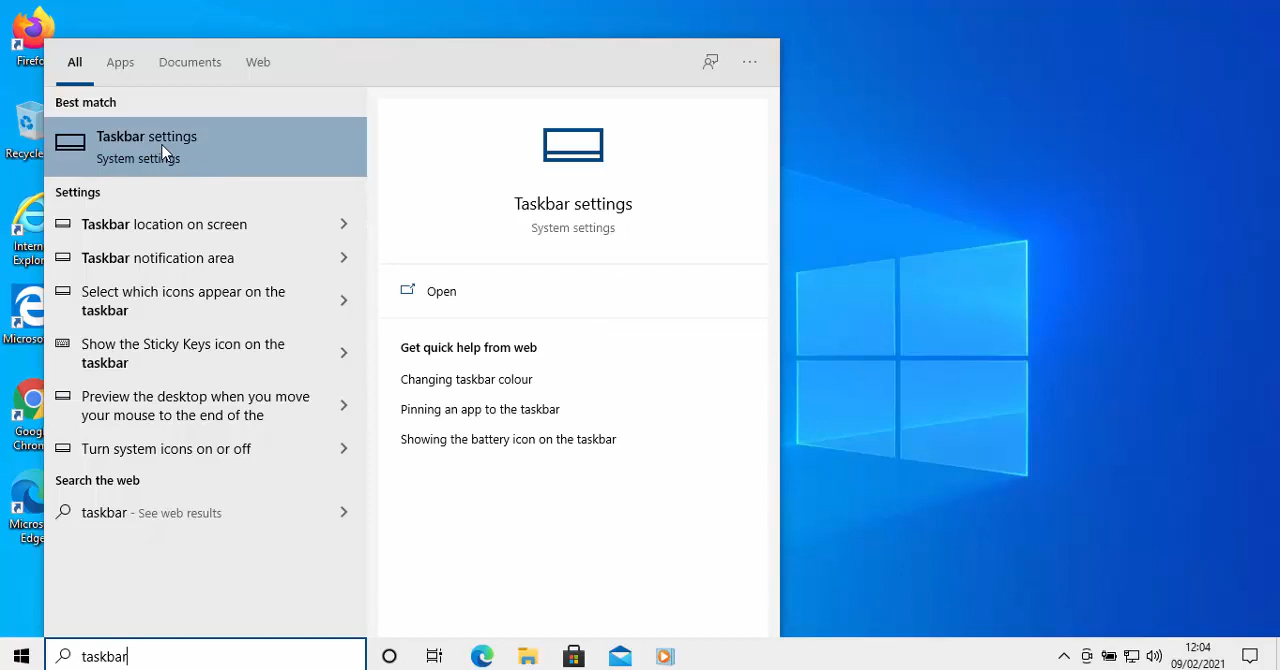 Firefo
All Apps Documents Web
Best match
Taskbar settings
System settings
Settings
Taskbar location on screen
Taskbar notification area
Select which icons appear on the
taskbar
Show the Sticky Keys icon on the
taskbar
Preview the desktop when you move
your mouse to the end of the
Turn system icons on or off
Search the web
taskbar - See web results
Taskbar settings
System settings
Open
Get quick help from web
Changing taskbar colour
Pinning an app to the taskbar
Showing the battery icon on the taskbar
Recycle
Intern
Explor
Microso
Goog
Chron
Micros
Edge
taskbar
12:04
09/02/2021